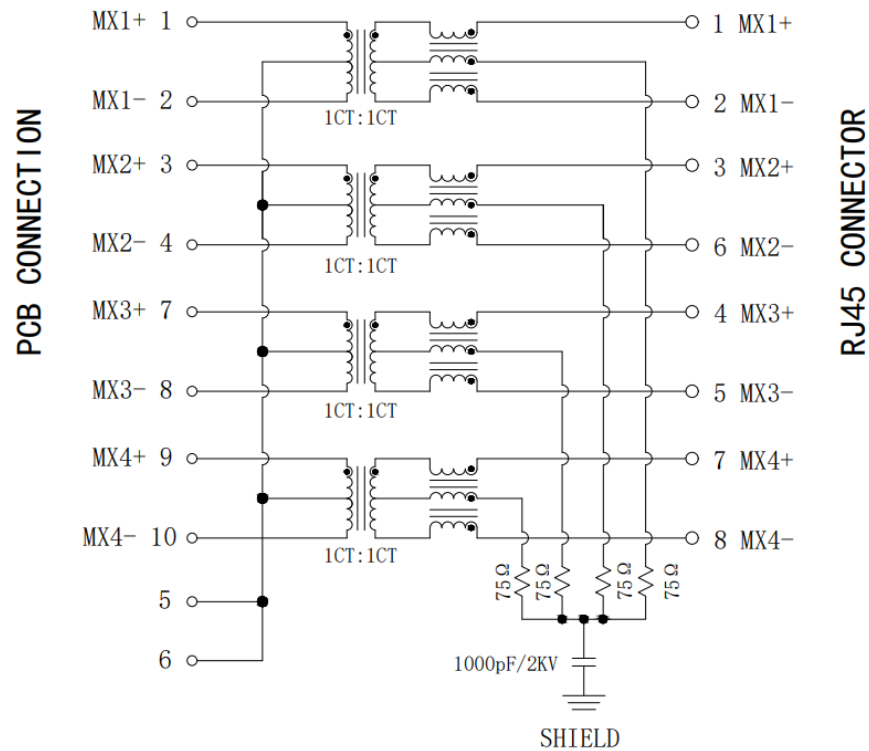 PCB CONNECTION
RJ45 CONNECTOR
MX1+ 1
1 MX1+
MX1- 2
2 MX1-
1CT:1CT
MX2+ 3
3 MX2+
MX2- 4
6 MX2-
1CT:1CT
MX3+ 7
4 MX3+
MX3- 8
5 MX3-
1CT:1CT
MX4+ 9
7 MX4+
MX4- 10
8 MX4-
1CT:1CT
75Ω
75Ω
75Ω
75Ω
5
6
1000pF/2KV
SHIELD